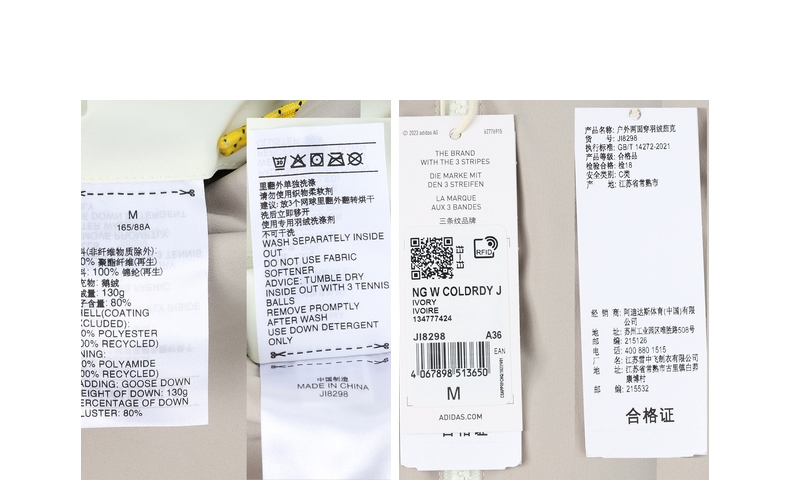 M
165/88A
料(非纤维物质除外):
0% 聚酯纤维(再生)
料: 100% 锦纶(再生)
充物: 鹅绒
绒量: 130g
子含量: 80%
HELL(COATING
XCLUDED):
0% POLYESTER
00% RECYCLED)
NING:
0% POLYAMIDE
00% RECYCLED)
ADDING: GOOSE DOWN
EIGHT OF DOWN: 130g
ERCENTAGE OF DOWN
LUSTER: 80%
里翻外单独洗涤
请勿使用织物柔软剂
建议: 放3个网球里翻外翻转烘干
洗后立即移开
使用专用羽绒洗涤剂
不可干洗
WASH SEPARATELY INSIDE
OUT
DO NOT USE FABRIC
SOFTENER
ADVICE: TUMBLE DRY
INSIDE OUT WITH 3 TENNIS
BALLS
REMOVE PROMPTLY
AFTER WASH
USE DOWN DETERGENT
ONLY
中国制造
MADE IN CHINA
JI8298
© 2023 adidas AG
THE BRAND
WITH THE 3 STRIPES
DIE MARKE MIT
DEN 3 STREIFEN
LA MARQUE
AUX 3 BANDES
三条纹品牌
RFID
NG W COLDRDY J
IVORY
IVOIRE
134777424
JI8298 A36
EAN
4 067898 513650
M
ADIDAS.COM
产品名称: 户外两面穿羽绒茄克
货 号: JI8298
执行标准: GB/T 14272-2021
产品等级: 合格品
检验合格: 检18
安全类别: C类
产 地: 江苏省常熟市
经 销 商: 阿迪达斯体育(中国)有限
公司
地 址: 苏州工业园区唯胜路508号
邮 编: 215126
电 话: 400 880 1515
厂 名: 江苏雪中飞制衣有限公司
地 址: 江苏省常熟市古里镇白茆
康博村
邮 编: 215532
合格证